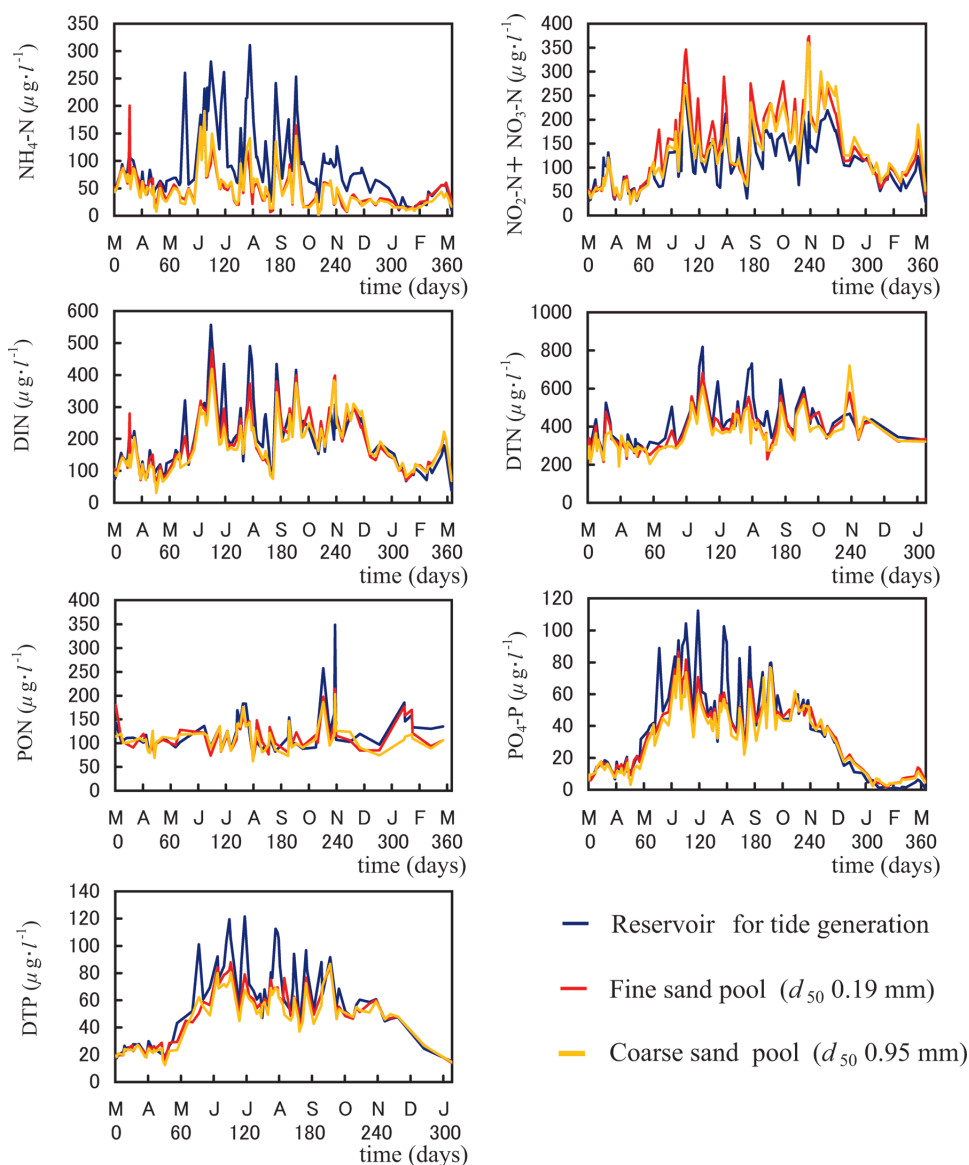 NH₄-N (μg·l⁻¹)
350
300
250
200
150
100
50
0
M A M J J A S O N D J F M
0 60 120 180 240 300 360
time (days)
NO₂-N+ NO₃-N (μg·l⁻¹)
400
350
300
250
200
150
100
50
0
M A M J J A S O N D J F M
0 60 120 180 240 300 360
time (days)
DIN (μg·l⁻¹)
600
500
400
300
200
100
0
M A M J J A S O N D J F M
0 60 120 180 240 300 360
time (days)
DTN (μg·l⁻¹)
1000
800
600
400
200
0
M A M J J A S O N D J
0 60 120 180 240 300
time (days)
PON (μg·l⁻¹)
400
350
300
250
200
150
100
50
0
M A M J J A S O N D J F M
0 60 120 180 240 300 360
time (days)
PO₄-P (μg·l⁻¹)
120
100
80
60
40
20
0
M A M J J A S O N D J F M
0 60 120 180 240 300 360
time (days)
DTP (μg·l⁻¹)
140
120
100
80
60
40
20
0
M A M J J A S O N D J
0 60 120 180 240 300
time (days)
Reservoir for tide generation
Fine sand pool (d₅₀ 0.19 mm)
Coarse sand pool (d₅₀ 0.95 mm)